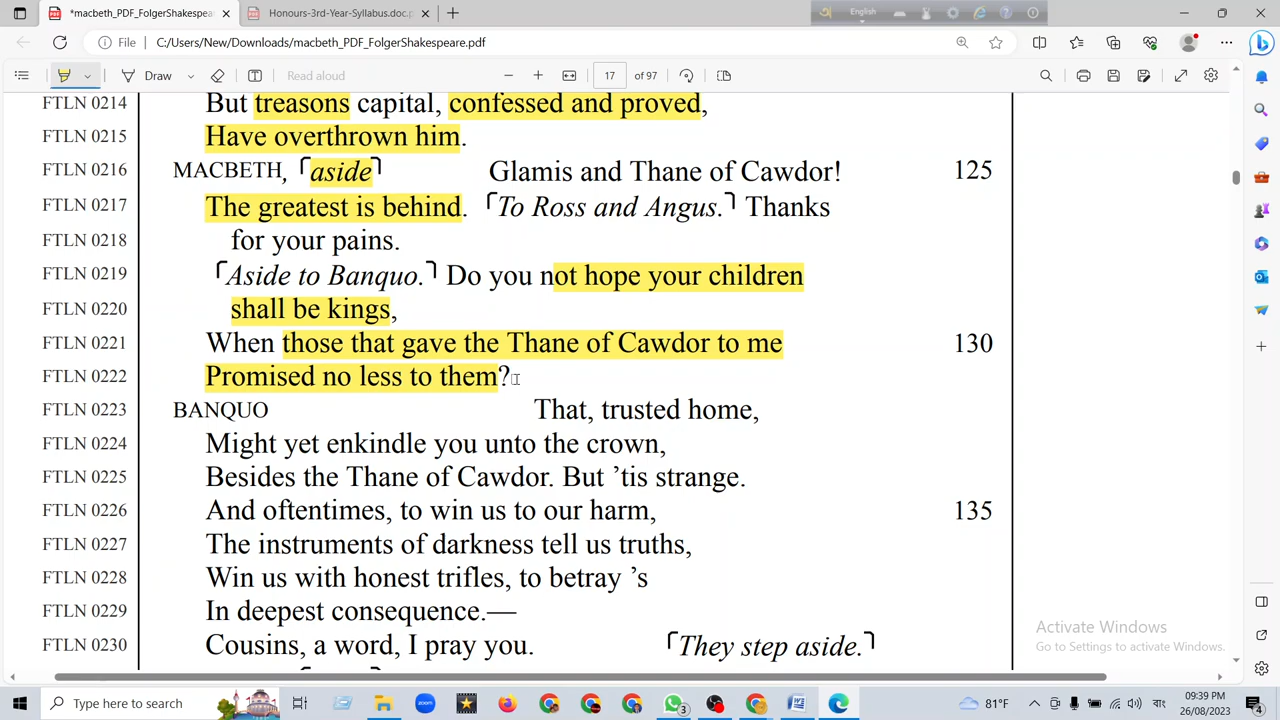 *macbeth_PDF_FolgerShakespeare
Honours-3rd-Year-Syllabus.doc.p
English
File C:/Users/New/Downloads/macbeth_PDF_FolgerShakespeare.pdf
Draw Read aloud 17 of 97
FTLN 0214 But treasons capital, confessed and proved,
FTLN 0215 Have overthrown him.
FTLN 0216 MACBETH, ⌜aside⌝ Glamis and Thane of Cawdor! 125
FTLN 0217 The greatest is behind. ⌜To Ross and Angus.⌝ Thanks
FTLN 0218 for your pains.
FTLN 0219 ⌜Aside to Banquo.⌝ Do you not hope your children
FTLN 0220 shall be kings,
FTLN 0221 When those that gave the Thane of Cawdor to me 130
FTLN 0222 Promised no less to them?
FTLN 0223 BANQUO That, trusted home,
FTLN 0224 Might yet enkindle you unto the crown,
FTLN 0225 Besides the Thane of Cawdor. But ’tis strange.
FTLN 0226 And oftentimes, to win us to our harm, 135
FTLN 0227 The instruments of darkness tell us truths,
FTLN 0228 Win us with honest trifles, to betray ’s
FTLN 0229 In deepest consequence.—
FTLN 0230 Cousins, a word, I pray you. ⌜They step aside.⌝
Activate Windows
Go to Settings to activate Windows.
Type here to search
zoom
3
81°F
বাং
09:39 PM
26/08/2023
4